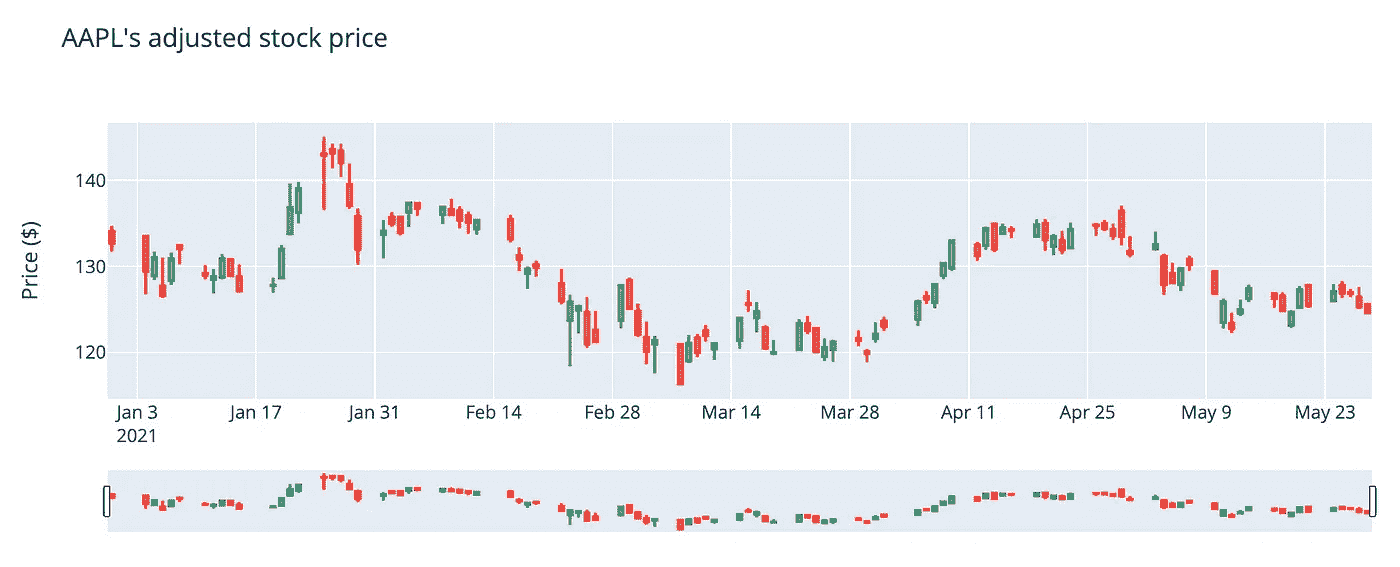 AAPL's adjusted stock price
Price ($)
140
130
120
Jan 3 Jan 17 Jan 31 Feb 14 Feb 28 Mar 14 Mar 28 Apr 11 Apr 25 May 9 May 23
2021